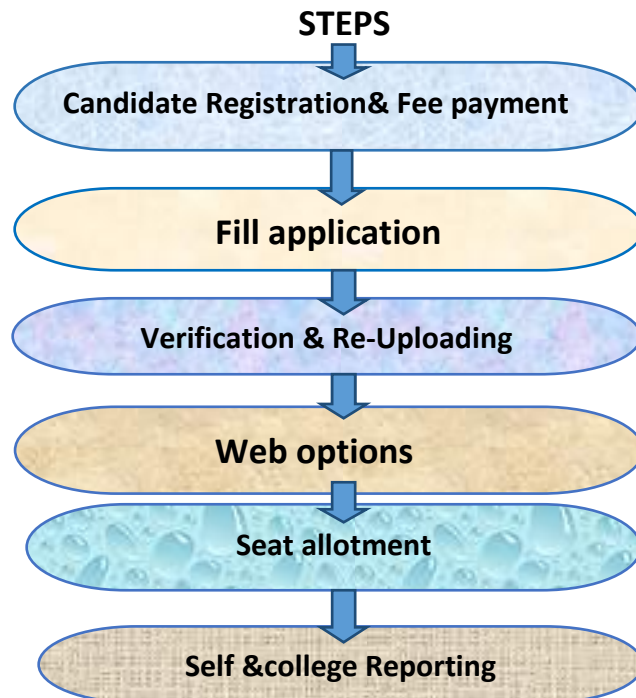 STEPS
Candidate Registration& Fee payment
Fill application
Verification & Re-Uploading
Web options
Seat allotment
Self &college Reporting